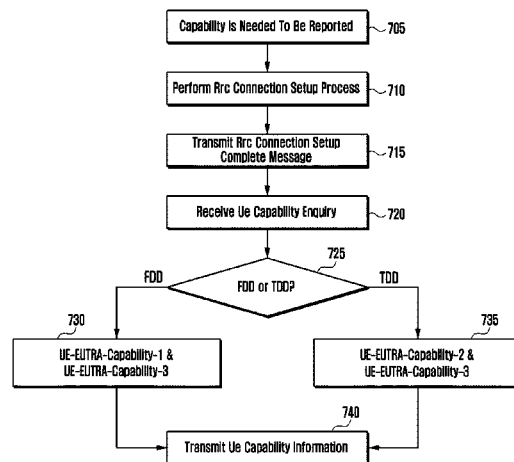 Capability Is Needed To Be Reported
705
Perform Rrc Connection Setup Process
710
Transmit Rrc Connection Setup
Complete Message
715
Receive Ue Capability Enquiry
720
725
FDD
FDD or TDD?
TDD
730
735
UE-EUTRA-Capability-1 &
UE-EUTRA-Capability-3
UE-EUTRA-Capability-2 &
UE-EUTRA-Capability-3
740
Transmit Ue Capability Information